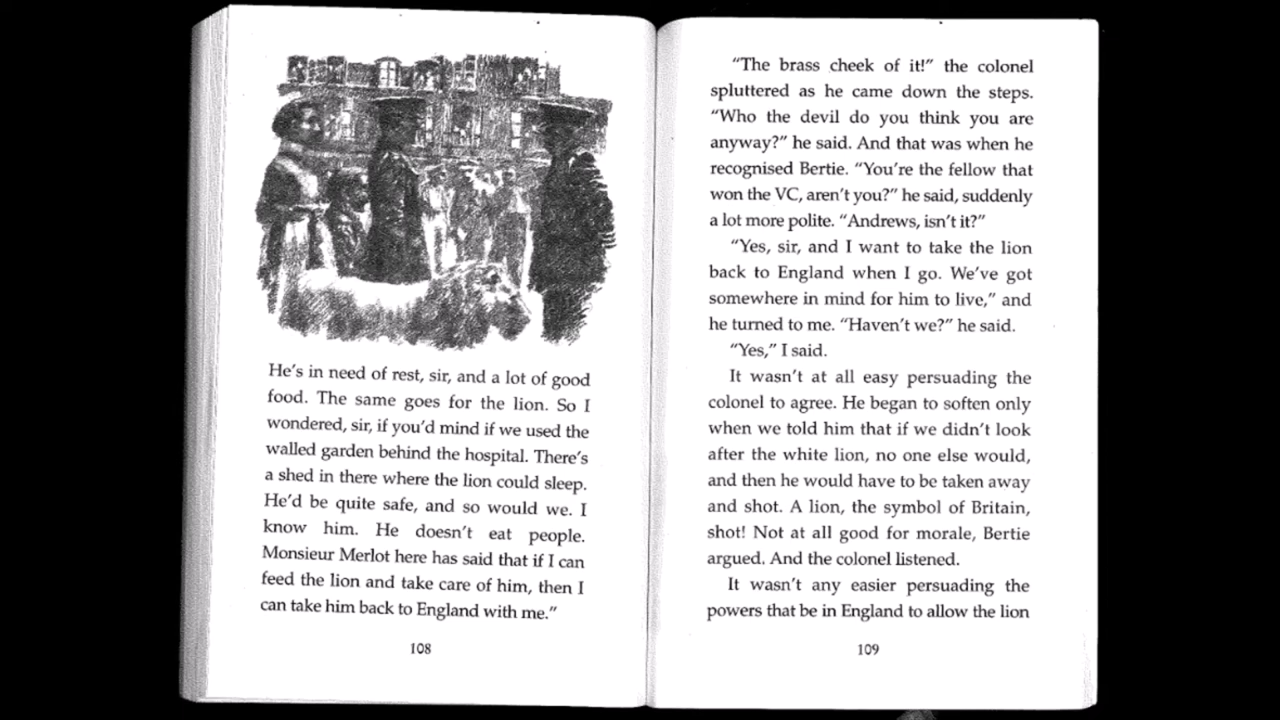 He's in need of rest, sir, and a lot of good
food. The same goes for the lion. So I
wondered, sir, if you'd mind if we used the
walled garden behind the hospital. There's
a shed in there where the lion could sleep.
He'd be quite safe, and so would we. I
know him. He doesn't eat people.
Monsieur Merlot here has said that if I can
feed the lion and take care of him, then I
can take him back to England with me."
108
"The brass cheek of it!" the colonel
spluttered as he came down the steps.
"Who the devil do you think you are
anyway?" he said. And that was when he
recognised Bertie. "You're the fellow that
won the VC, aren't you?" he said, suddenly
a lot more polite. "Andrews, isn't it?"
"Yes, sir, and I want to take the lion
back to England when I go. We've got
somewhere in mind for him to live," and
he turned to me. "Haven't we?" he said.
"Yes," I said.
It wasn't at all easy persuading the
colonel to agree. He began to soften only
when we told him that if we didn't look
after the white lion, no one else would,
and then he would have to be taken away
and shot. A lion, the symbol of Britain,
shot! Not at all good for morale, Bertie
argued. And the colonel listened.
It wasn't any easier persuading the
powers that be in England to allow the lion
109